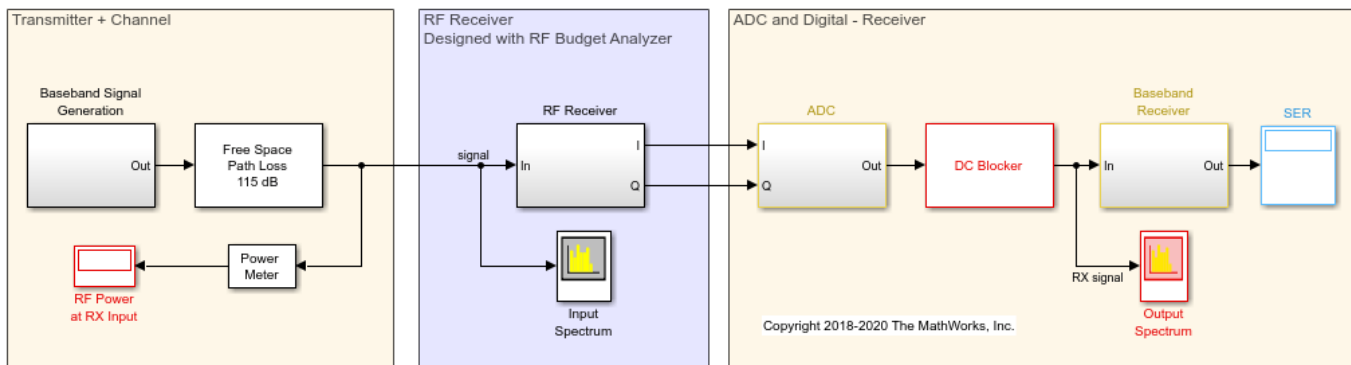 Transmitter + Channel
Baseband Signal
Generation
Out
Free Space
Path Loss
115 dB
Power
Meter
RF Power
at RX Input
RF Receiver
Designed with RF Budget Analyzer
signal
RF Receiver
In
I
Q
Input
Spectrum
ADC and Digital - Receiver
ADC
I
Q
Out
DC Blocker
Baseband
Receiver
In
Out
SER
RX signal
Output
Spectrum
Copyright 2018-2020 The MathWorks, Inc.